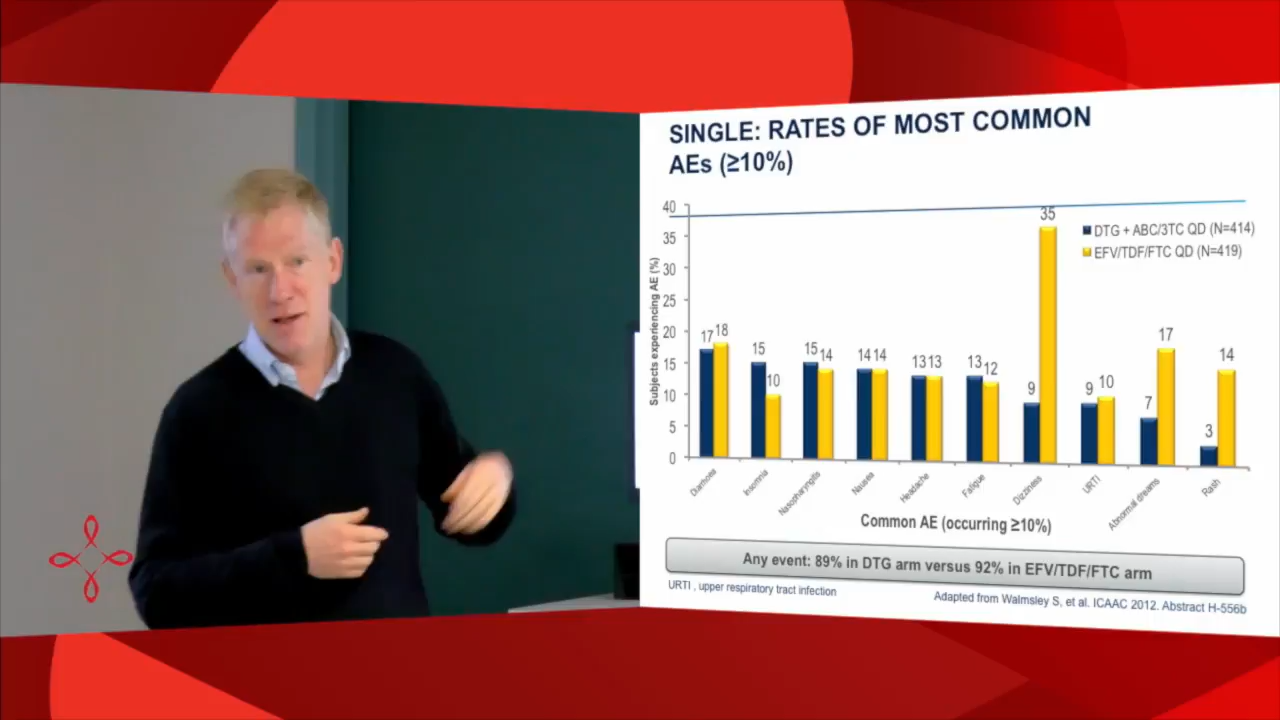 SINGLE: RATES OF MOST COMMON
AEs (≥10%)
Subjects experiencing AE (%)
40
35
30
25
20
15
10
5
0
DTG + ABC/3TC QD (N=414)
EFV/TDF/FTC QD (N=419)
17 18
15 10
15 14
14 14
13 13
13 12
9 35
9 10
7 17
3 14
Diarrhoea
Insomnia
Nasopharyngitis
Nausea
Headache
Fatigue
Dizziness
URTI
Abnormal dreams
Rash
Common AE (occurring ≥10%)
Any event: 89% in DTG arm versus 92% in EFV/TDF/FTC arm
URTI , upper respiratory tract infection
Adapted from Walmsley S, et al. ICAAC 2012. Abstract H-556b